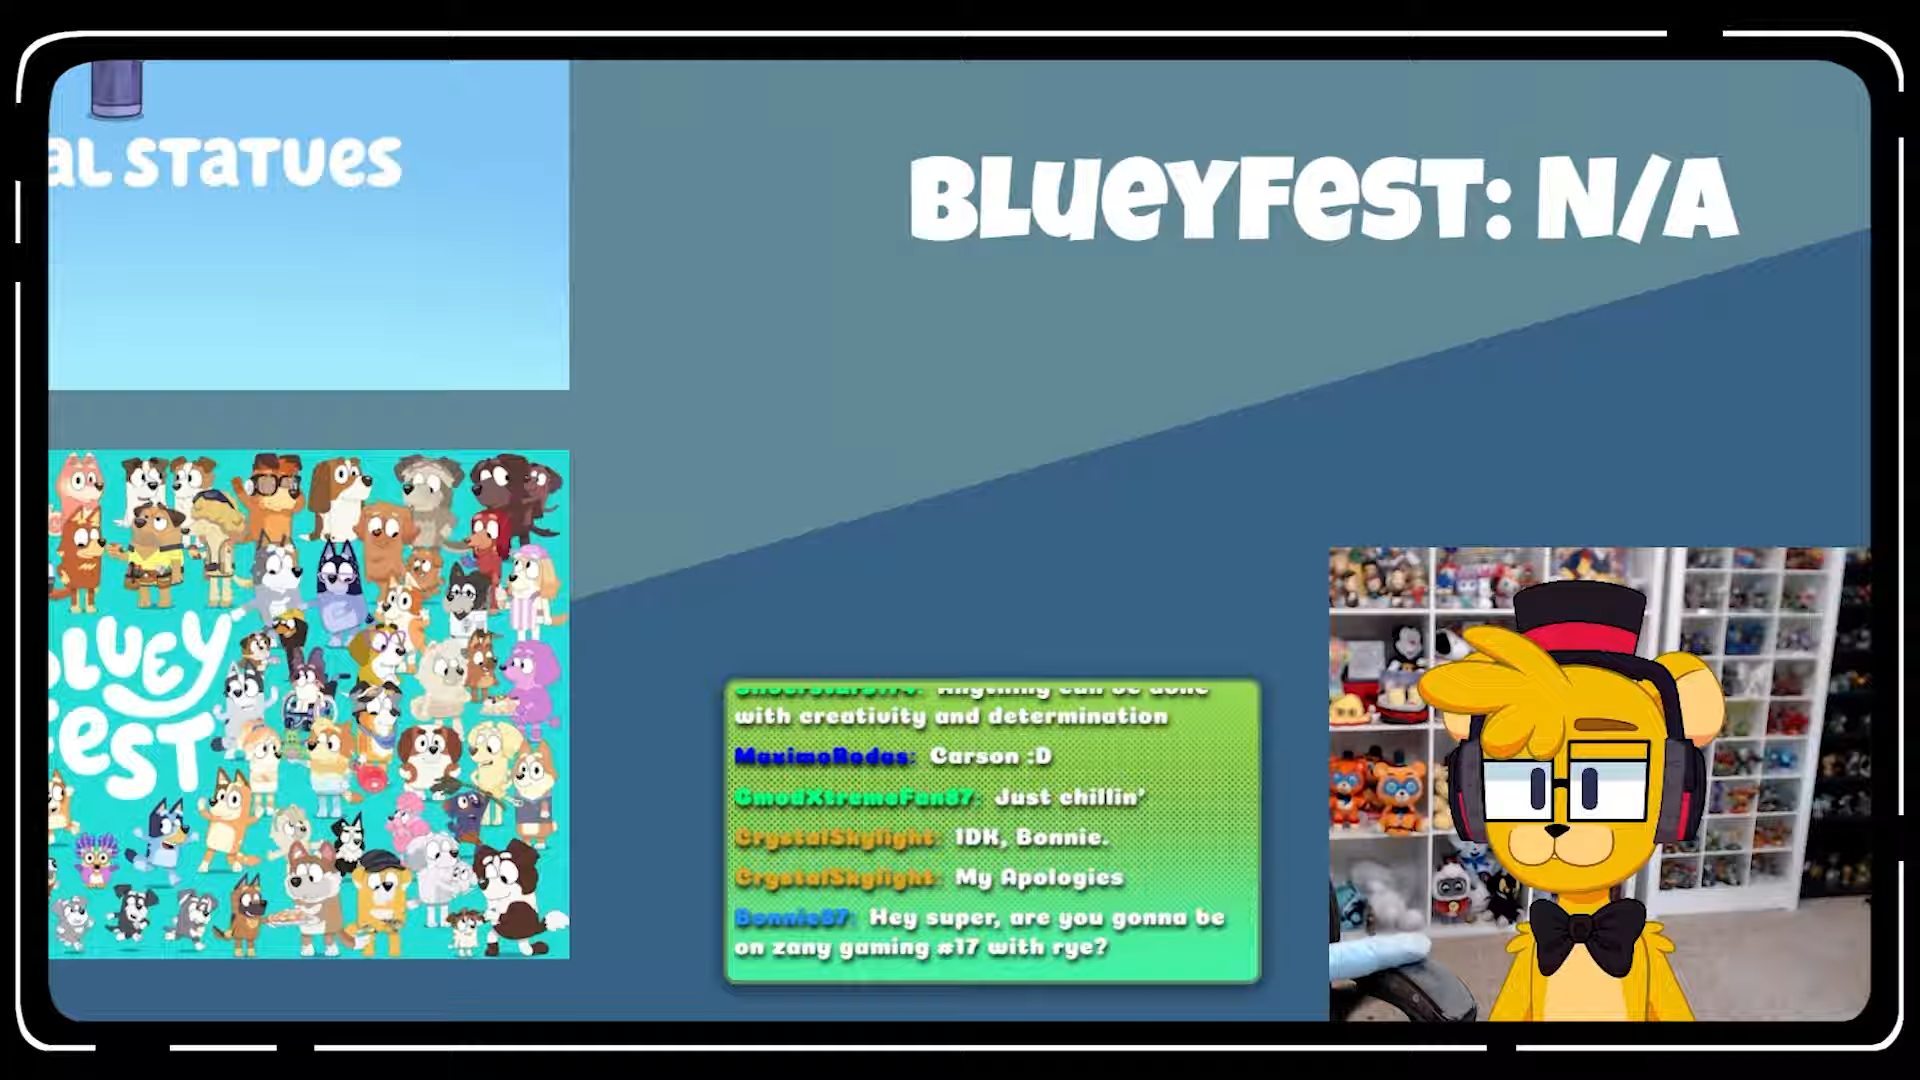 aL STaTUeS
BLUEYFEST: N/A
LUEY
FEST
with creativity and determination
MaximoRodas: Carson :D
GmodXtremeFan87: Just chillin'
CrystalSkylight: IDK, Bonnie.
CrystalSkylight: My Apologies
Bonnie87: Hey super, are you gonna be
on zany gaming #17 with rye?